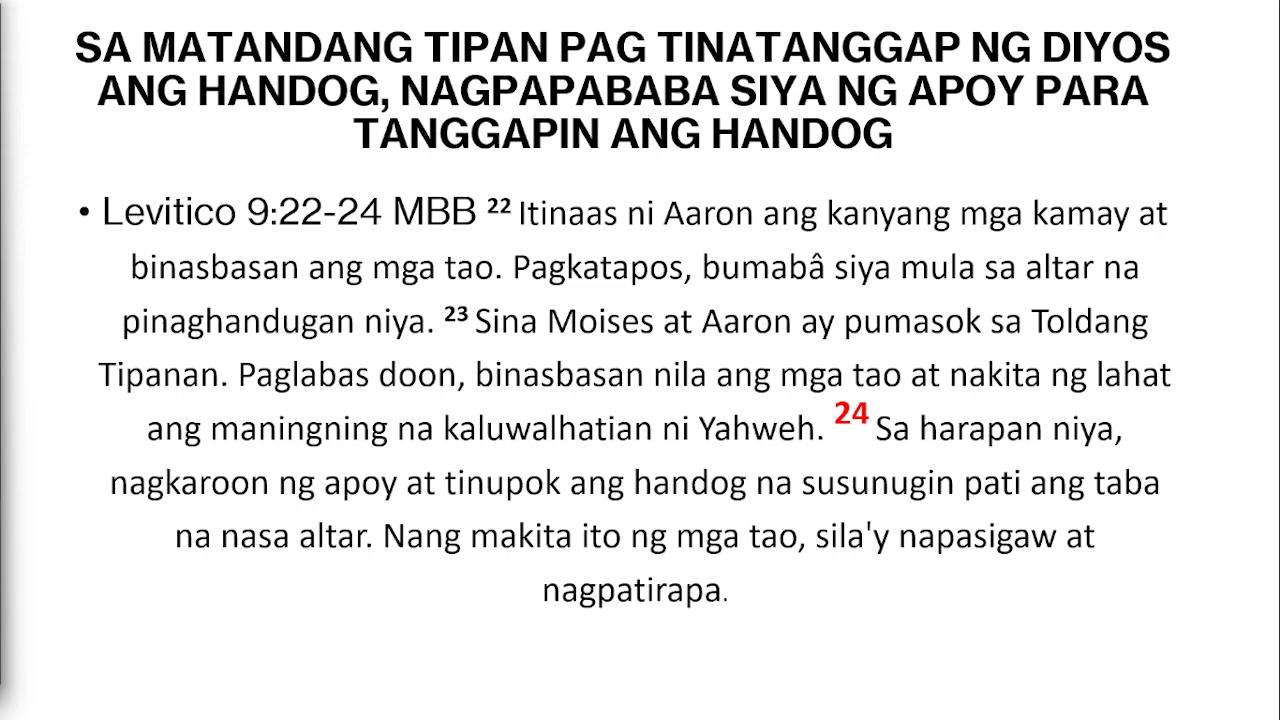 SA MATANDANG TIPAN PAG TINATANGGAP NG DIYOS
ANG HANDOG, NAGPAPABABA SIYA NG APOY PARA
TANGGAPIN ANG HANDOG
• Levitico 9:22-24 MBB ²² Itinaas ni Aaron ang kanyang mga kamay at
binasbasan ang mga tao. Pagkatapos, bumabâ siya mula sa altar na
pinaghandugan niya. ²³ Sina Moises at Aaron ay pumasok sa Toldang
Tipanan. Paglabas doon, binasbasan nila ang mga tao at nakita ng lahat
ang maningning na kaluwalhatian ni Yahweh. ²⁴ Sa harapan niya,
nagkaroon ng apoy at tinupok ang handog na susunugin pati ang taba
na nasa altar. Nang makita ito ng mga tao, sila'y napasigaw at
nagpatirapa.